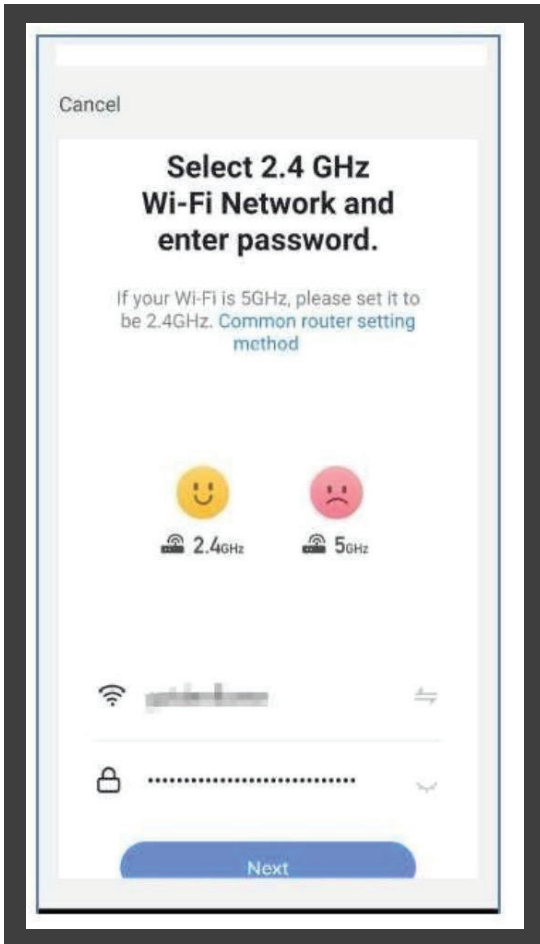 Cancel
Select 2.4 GHz
Wi-Fi Network and
enter password.
If your Wi-Fi is 5GHz, please set it to
be 2.4GHz. Common router setting
method
2.4GHz
5GHz
Next